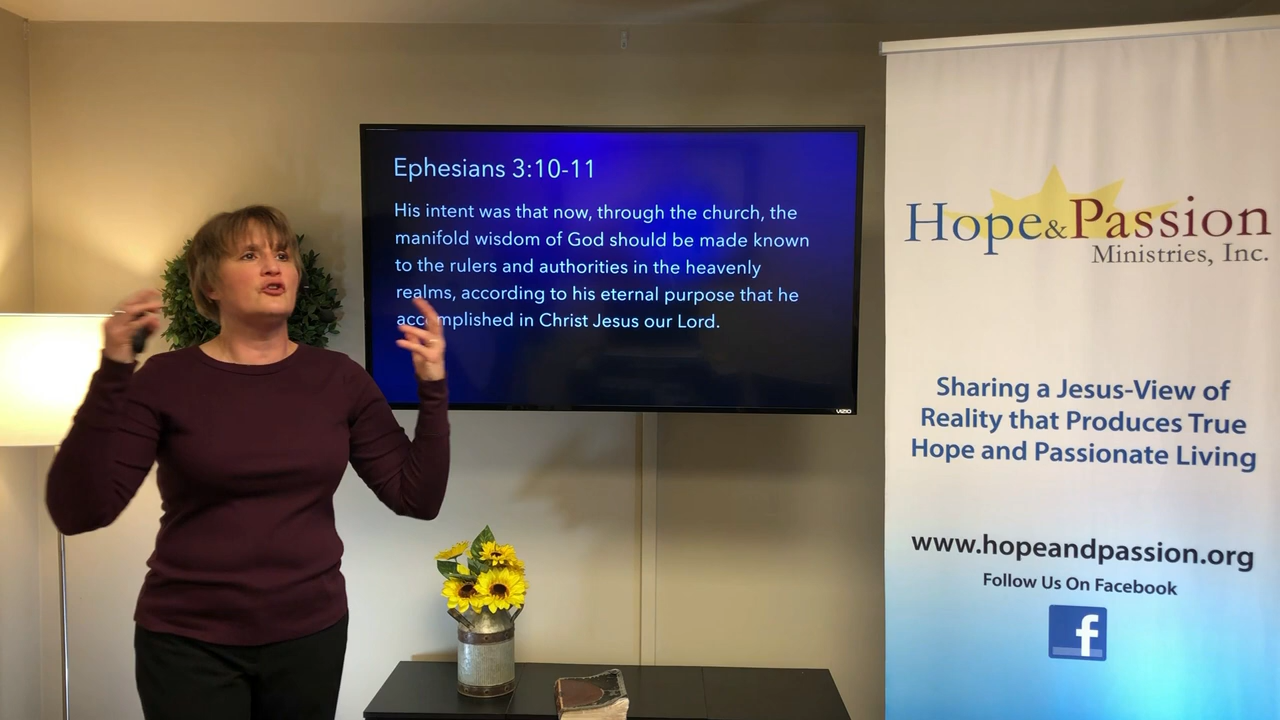 Ephesians 3:10-11
His intent was that now, through the church, the
manifold wisdom of God should be made known
to the rulers and authorities in the heavenly
realms, according to his eternal purpose that he
accomplished in Christ Jesus our Lord.
VIZIO
Hope&Passion
Ministries, Inc.
Sharing a Jesus-View of
Reality that Produces True
Hope and Passionate Living
www.hopeandpassion.org
Follow Us On Facebook
f